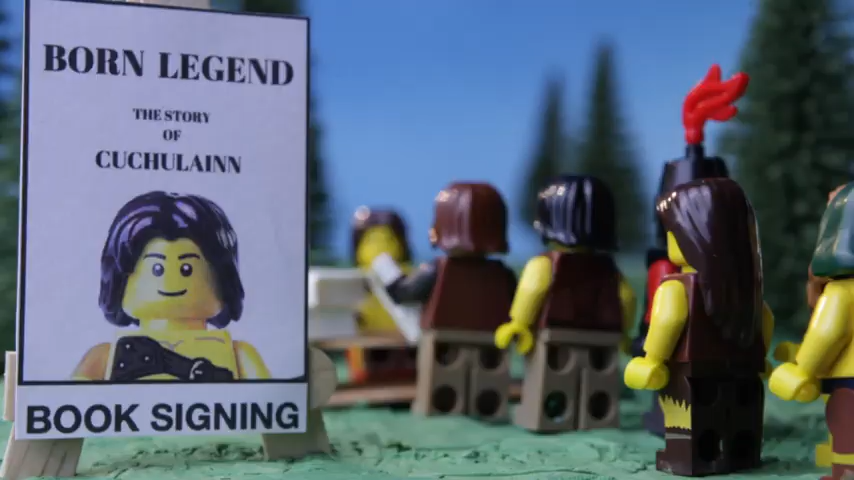 BORN LEGEND
THE STORY
OF
CUCHULAINN
BOOK SIGNING